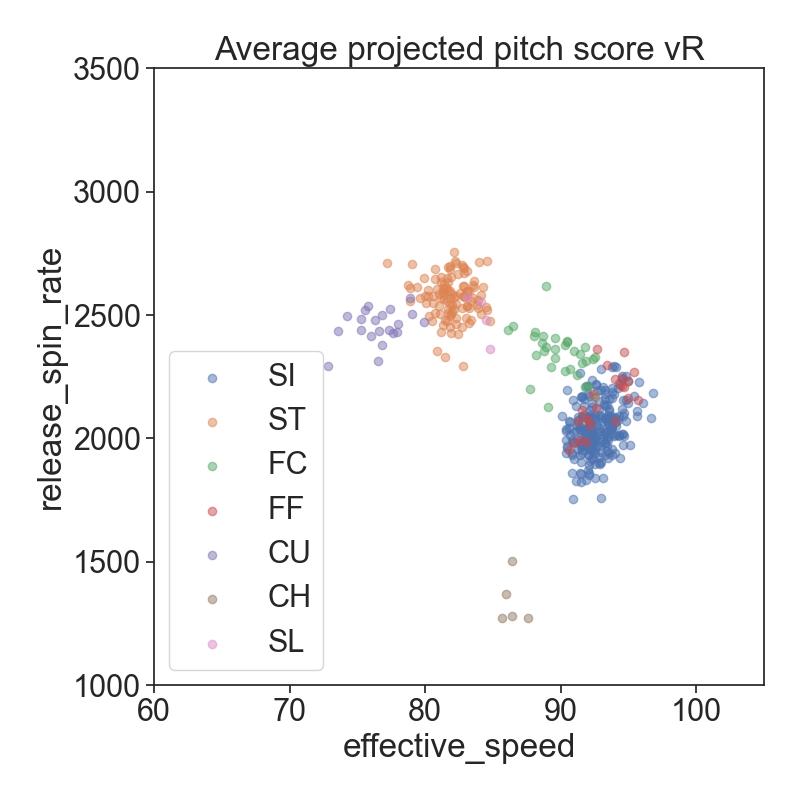 Average projected pitch score vR
3500
3000
2500
2000
1500
1000
release_spin_rate
SI
ST
FC
FF
CU
CH
SL
60 70 80 90 100
effective_speed